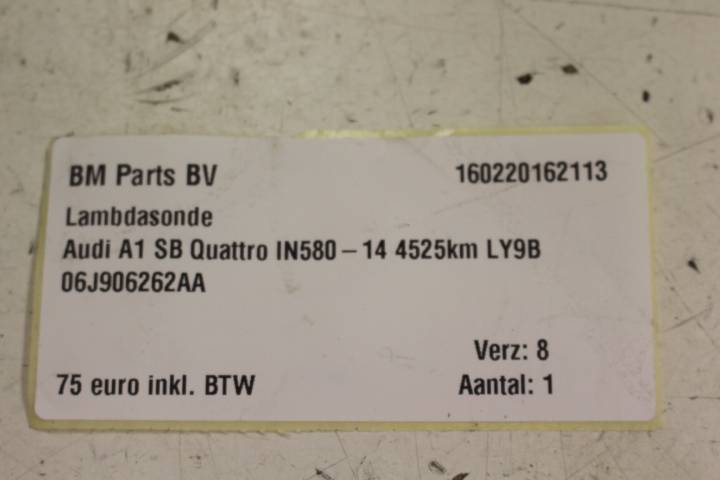 BM Parts BV 160220162113
Lambdasonde
Audi A1 SB Quattro IN580 – 14 4525km LY9B
06J906262AA
Verz: 8
75 euro inkl. BTW Aantal: 1